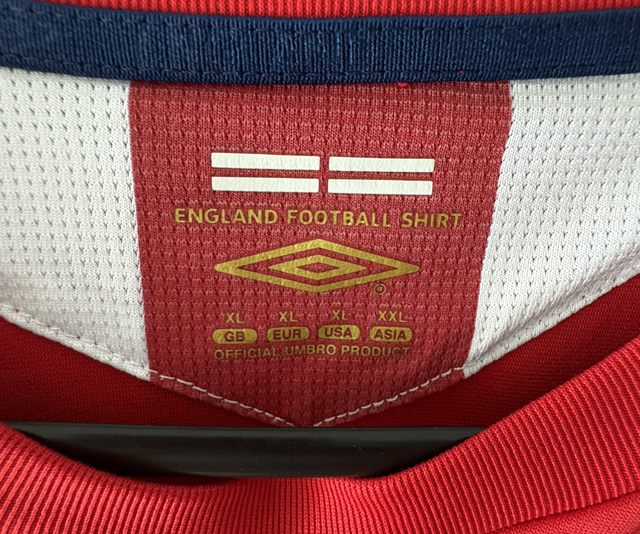 ENGLAND FOOTBALL SHIRT
®
XL XL XL XXL
GB EUR USA ASIA
OFFICIAL UMBRO PRODUCT